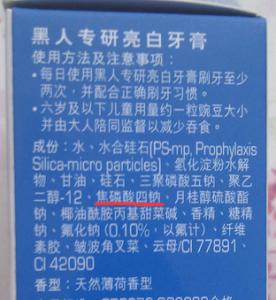 黑人专研亮白牙膏
使用方法及注意事项：
• 每日使用黑人专研亮白牙膏刷牙至少
两次，并配合正确刷牙习惯。
• 六岁及以下儿童用量约一粒豌豆大小
并由大人陪同监督以减少吞食。
成份：水、水合硅石(PS-mp, Prophylaxis
Silica-micro particles)、氢化淀粉水解
物、甘油、硅石、三聚磷酸五钠、聚乙
二醇-12、焦磷酸四钠、月桂醇硫酸酯
钠、椰油酰胺丙基甜菜碱、香精、糖精
钠、氟化钠(0.10%，以氟计)、纤维
素胶、皱波角叉菜、云母/CI 77891、
CI 42090
香型：天然薄荷香型